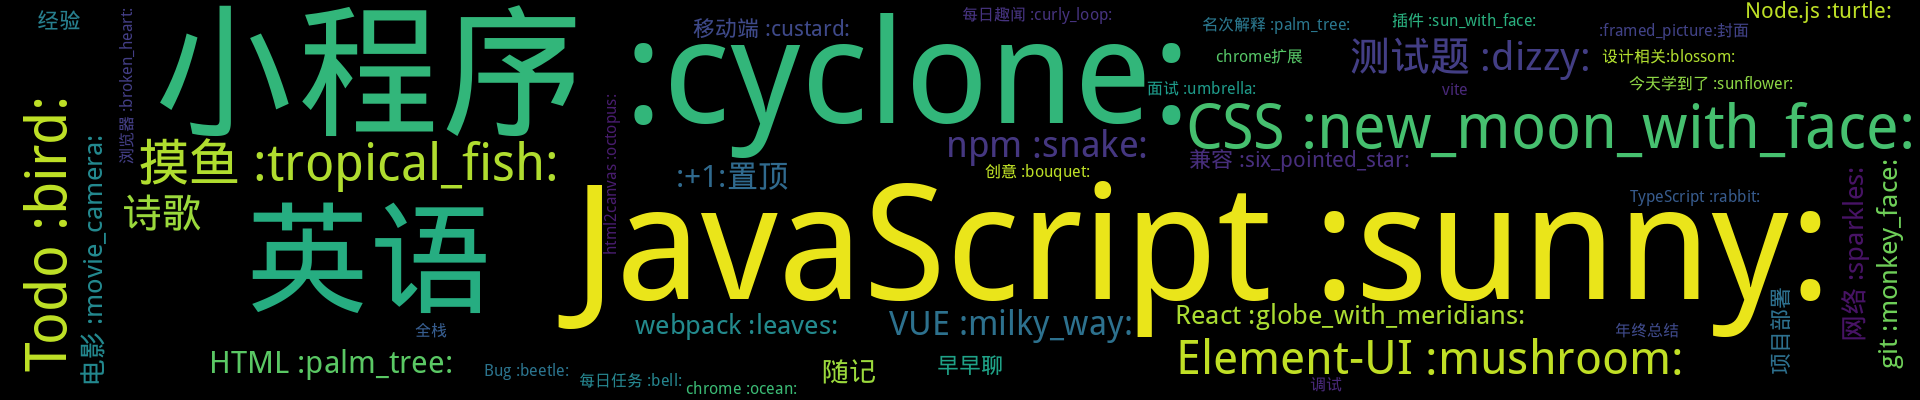 经验
浏览器 :broken_heart:
小程序 :cyclone:
移动端 :custard:
每日趣闻 :curly_loop:
名次解释 :palm_tree:
插件 :sun_with_face:
:framed_picture:封面
Node.js :turtle:
chrome扩展
测试题 :dizzy:
设计相关:blossom:
面试 :umbrella:
vite
今天学到了 :sunflower:
Todo :bird:
电影 :movie_camera:
摸鱼 :tropical_fish:
html2canvas :octopus:
npm :snake:
CSS :new_moon_with_face:
兼容 :six_pointed_star:
:+1:置顶
创意 :bouquet:
TypeScript :rabbit:
诗歌
英语
JavaScript :sunny:
网络 :sparkles:
git :monkey_face:
项目部署
全栈
webpack :leaves:
VUE :milky_way:
React :globe_with_meridians:
年终总结
HTML :palm_tree:
Bug :beetle:
每日任务 :bell:
chrome :ocean:
随记
早早聊
Element-UI :mushroom:
调试